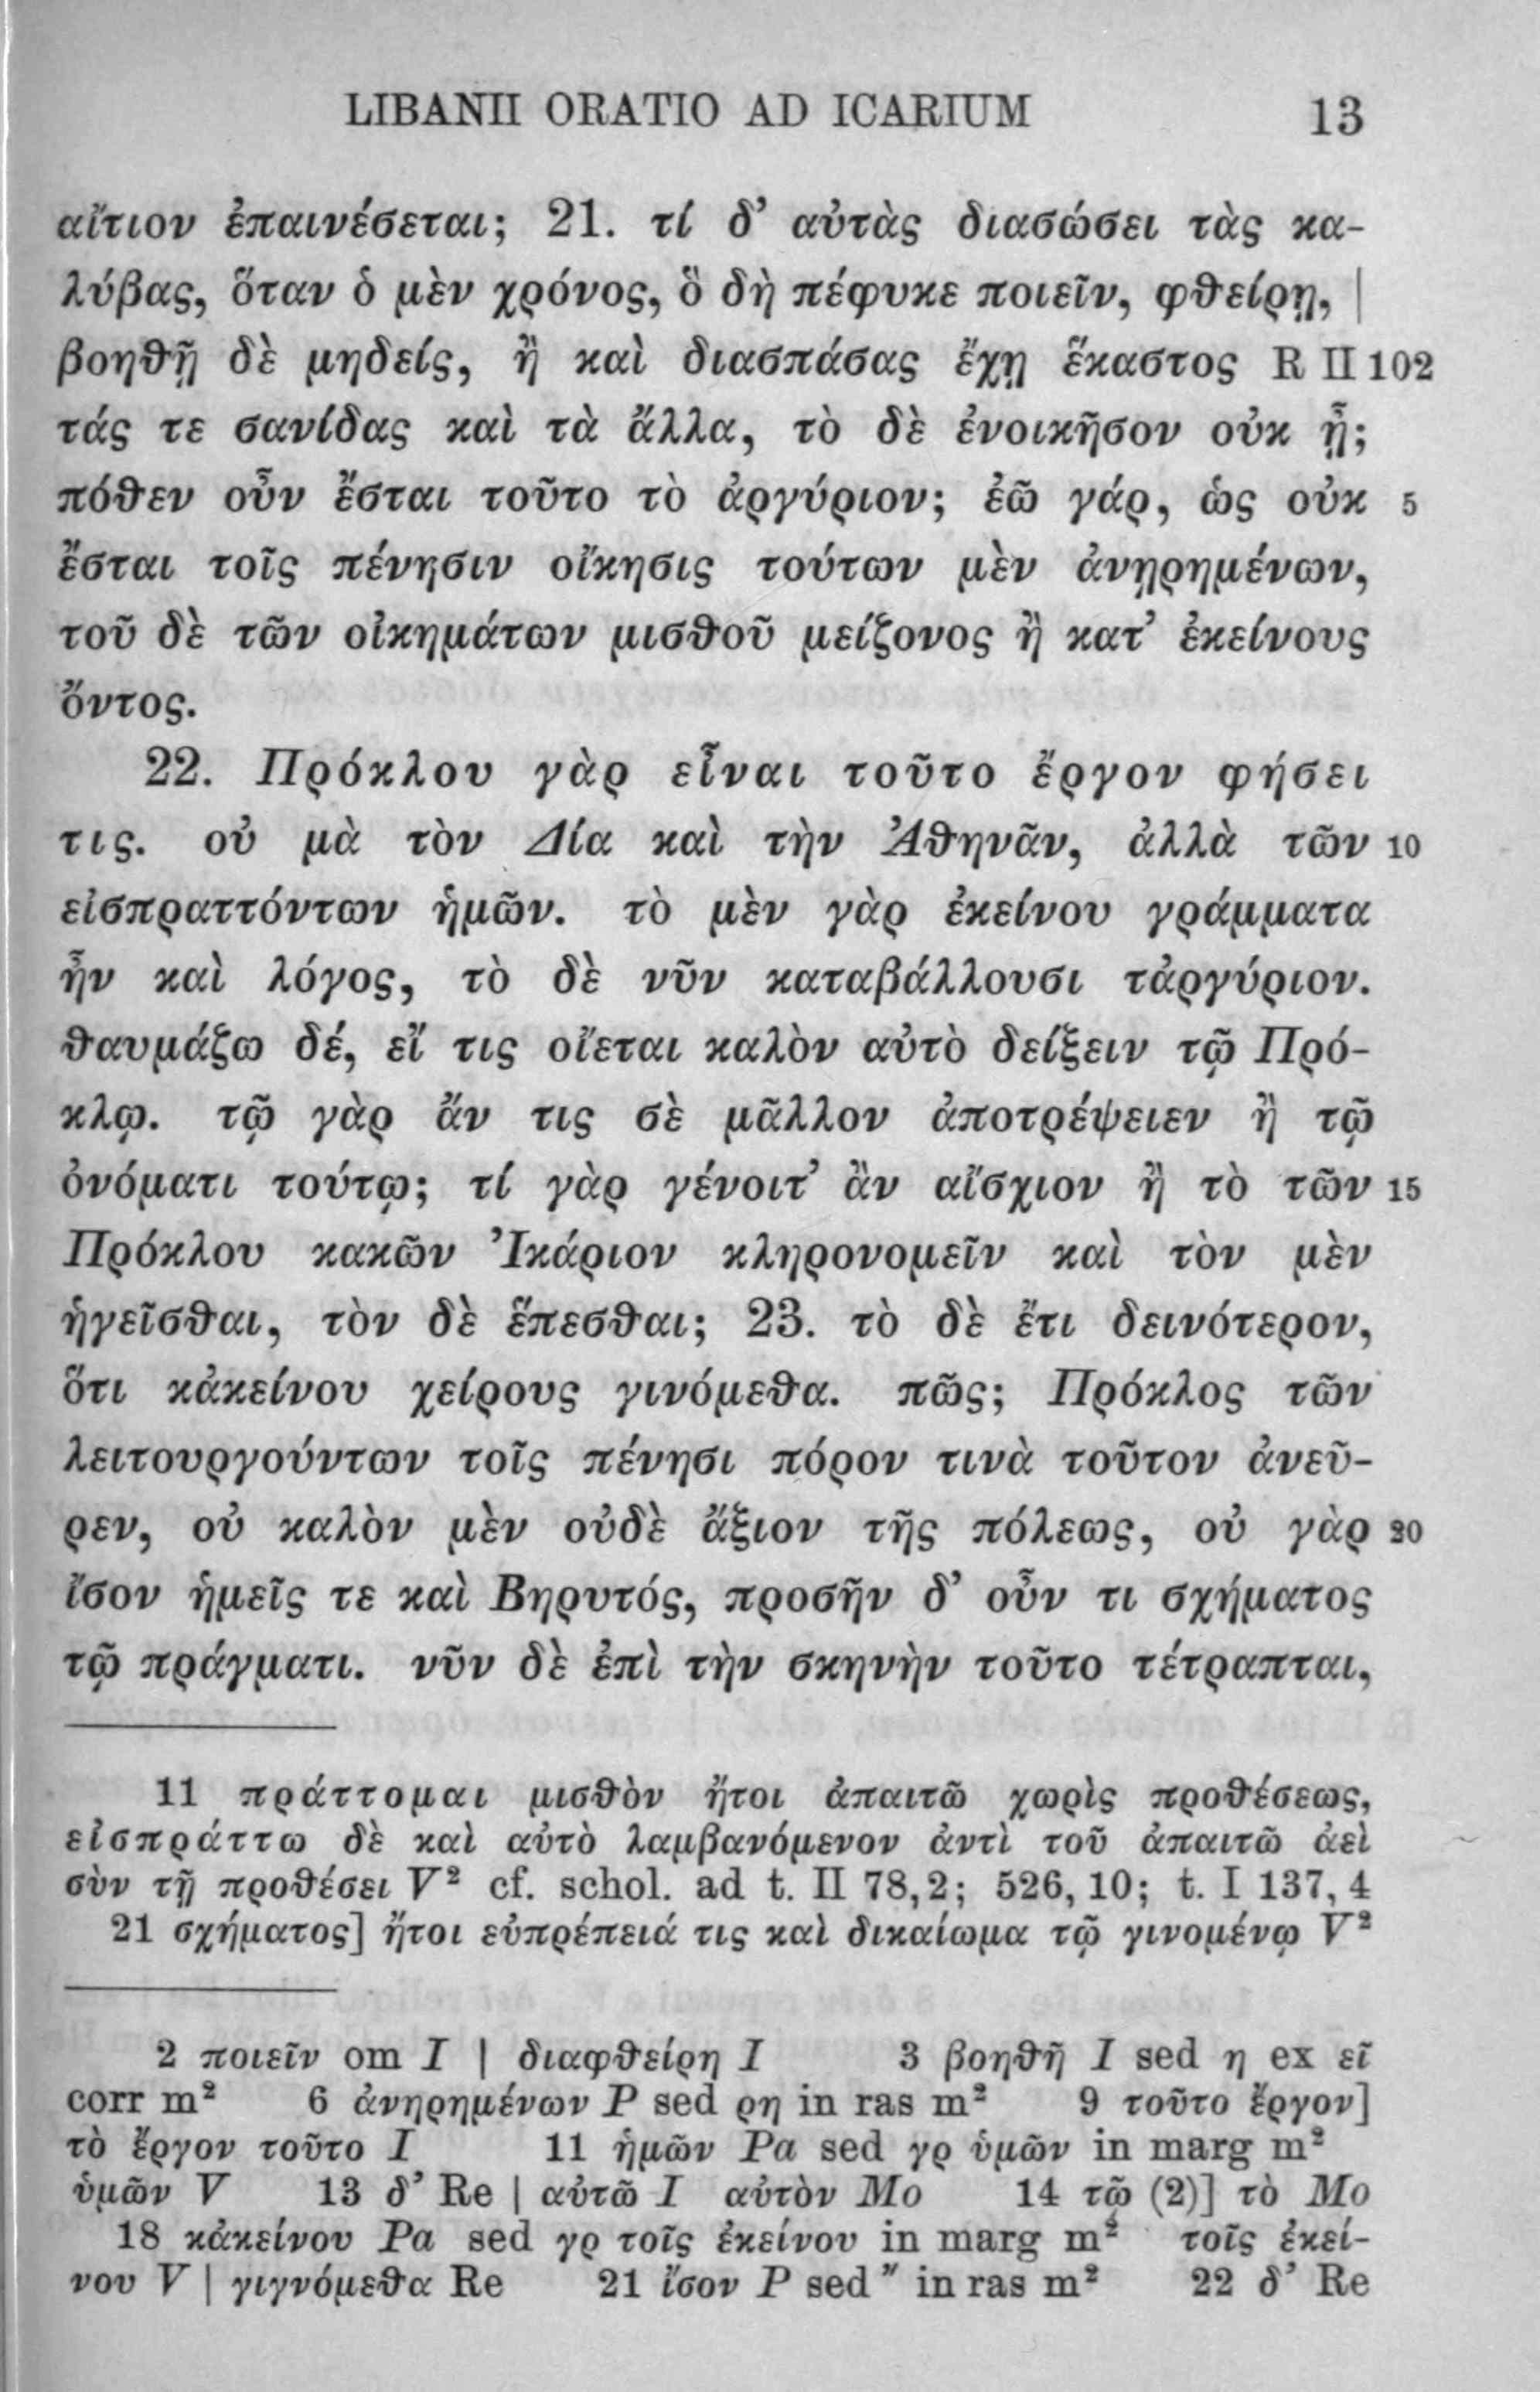 LIBANII ORATIO AD ICARIUM 13
αἴτιον ἐπαινέσεται; 21. τί δ’ αὐτὰς διασώσει τὰς κα-
λύβας, ὅταν ὁ μὲν χρόνος, ὃ δὴ πέφυκε ποιεῖν, φθείρῃ, |
βοηθῇ δὲ μηδείς, ἢ καὶ διασπάσας ἔχῃ ἕκαστος R II 102
τάς τε σανίδας καὶ τὰ ἄλλα, τὸ δὲ ἐνοικῆσον οὐκ ᾖ;
πόθεν οὖν ἔσται τοῦτο τὸ ἀργύριον; ἐῶ γάρ, ὡς οὐκ 5
ἔσται τοῖς πένησιν οἴκησις τούτων μὲν ἀνῃρημένων,
τοῦ δὲ τῶν οἰκημάτων μισθοῦ μείζονος ἢ κατ’ ἐκείνους
ὄντος.
22. Πρόκλου γὰρ εἶναι τοῦτο ἔργον φήσει
τις. οὐ μὰ τὸν Δία καὶ τὴν Ἀθηνᾶν, ἀλλὰ τῶν 10
εἰσπραττόντων ἡμῶν. τὸ μὲν γὰρ ἐκείνου γράμματα
ἦν καὶ λόγος, τὸ δὲ νῦν καταβάλλουσι τἀργύριον.
θαυμάζω δέ, εἴ τις οἴεται καλὸν αὐτὸ δείξειν τῷ Πρό-
κλῳ. τῷ γὰρ ἄν τις σὲ μᾶλλον ἀποτρέψειεν ἢ τῷ
ὀνόματι τούτῳ; τί γὰρ γένοιτ’ ἂν αἴσχιον ἢ τὸ τῶν 15
Πρόκλου κακῶν Ἰκάριον κληρονομεῖν καὶ τὸν μὲν
ἡγεῖσθαι, τὸν δὲ ἕπεσθαι; 23. τὸ δὲ ἔτι δεινότερον,
ὅτι κἀκείνου χείρους γινόμεθα. πῶς; Πρόκλος τῶν
λειτουργούντων τοῖς πένησι πόρον τινὰ τοῦτον ἀνεῦ-
ρεν, οὐ καλὸν μὲν οὐδὲ ἄξιον τῆς πόλεως, οὐ γὰρ 20
ἴσον ἡμεῖς τε καὶ Βηρυτός, προσῆν δ’ οὖν τι σχήματος
τῷ πράγματι. νῦν δὲ ἐπὶ τὴν σκηνὴν τοῦτο τέτραπται,
11 πράττομαι μισθὸν ἤτοι ἀπαιτῶ χωρὶς προθέσεως,
εἰσπράττω δὲ καὶ αὐτὸ λαμβανόμενον ἀντὶ τοῦ ἀπαιτῶ ἀεὶ
σὺν τῇ προθέσει V² cf. schol. ad t. II 78,2; 526,10; t. I 137,4
21 σχήματος] ἤτοι εὐπρέπειά τις καὶ δικαίωμα τῷ γινομένῳ V²
2 ποιεῖν om I | διαφθείρη I 3 βοηθῆ I sed η ex εῖ
corr m² 6 ἀνηρημένων P sed ρη in ras m² 9 τοῦτο ἔργον]
τὸ ἔργον τοῦτο I 11 ἡμῶν Pa sed γρ ὑμῶν in marg m²
ὑμῶν V 13 δ’ Re | αὐτῶ I αὐτὸν Mo 14 τῷ (2)] τὸ Mo
18 κἀκείνου Pa sed γρ τοῖς ἐκείνου in marg m² τοῖς ἐκεί-
νου V | γιγνόμεθα Re 21 ἴσον P sed ῎ in ras m² 22 δ’ Re